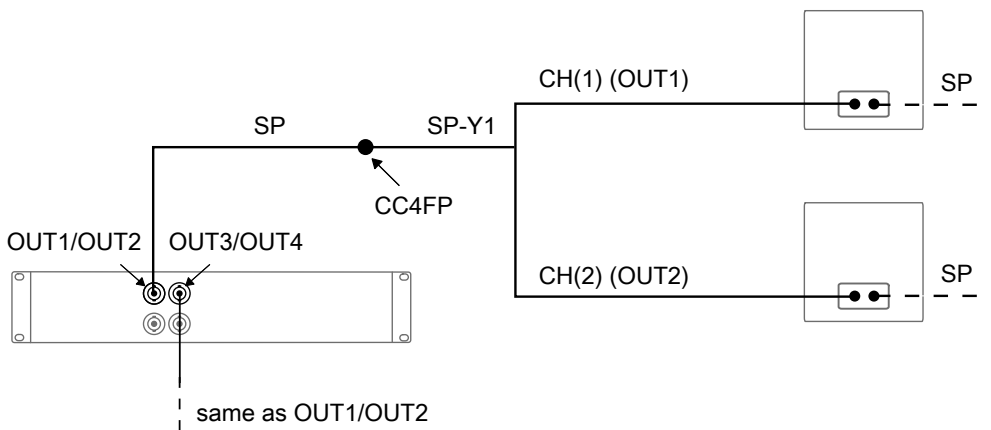 CH(1) (OUT1)
SP
SP
SP-Y1
CC4FP
OUT1/OUT2
OUT3/OUT4
CH(2) (OUT2)
SP
same as OUT1/OUT2